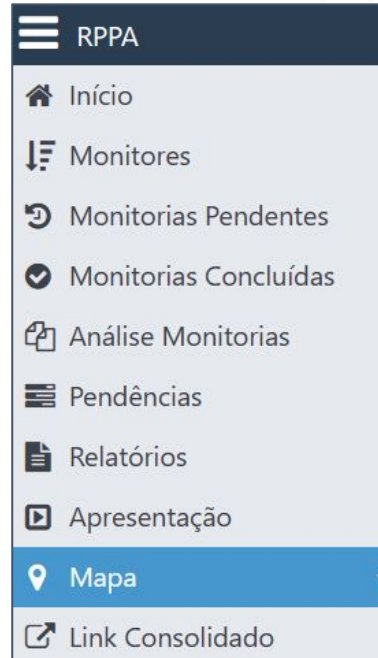 RPPA
Início
Monitores
Monitorias Pendentes
Monitorias Concluídas
Análise Monitorias
Pendências
Relatórios
Apresentação
Mapa
Link Consolidado